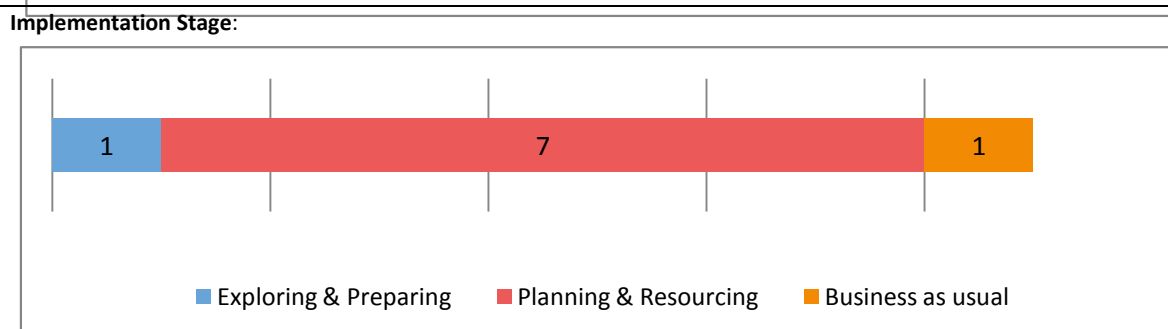 Implementation Stage:
1 7 1
Exploring & Preparing Planning & Resourcing Business as usual